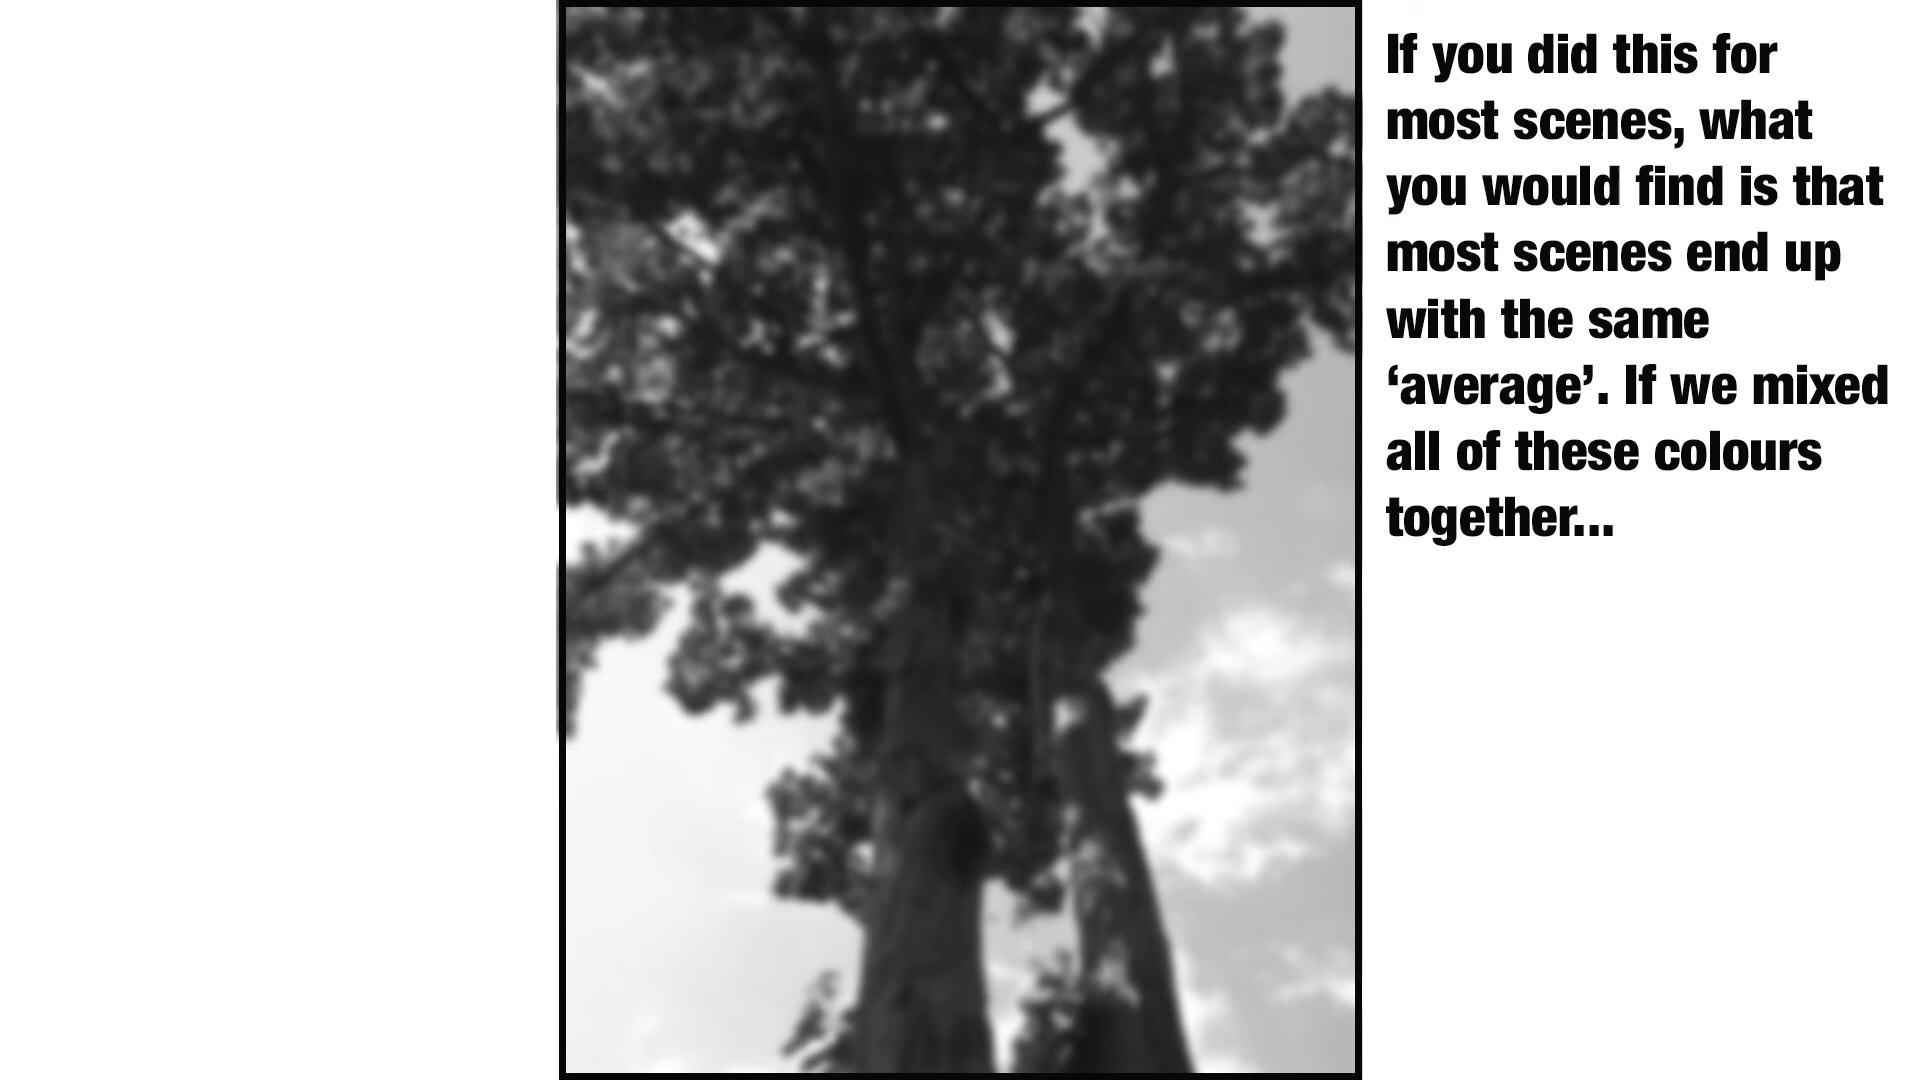 If you did this for
most scenes, what
you would find is that
most scenes end up
with the same
‘average’. If we mixed
all of these colours
together...